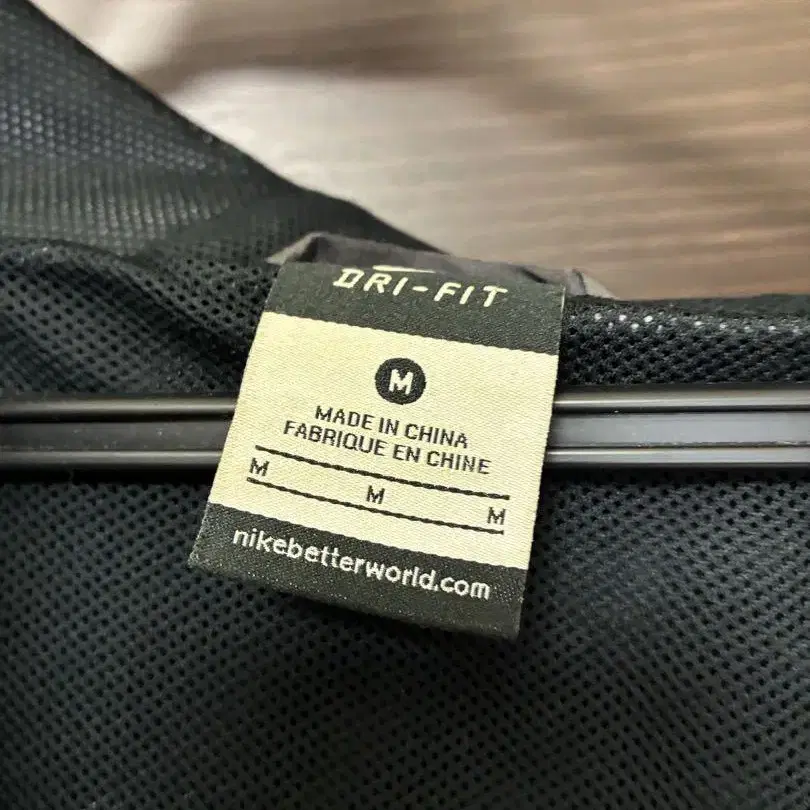 DRI-FIT
M
MADE IN CHINA
FABRIQUE EN CHINE
M
M
M
nikebetterworld.com